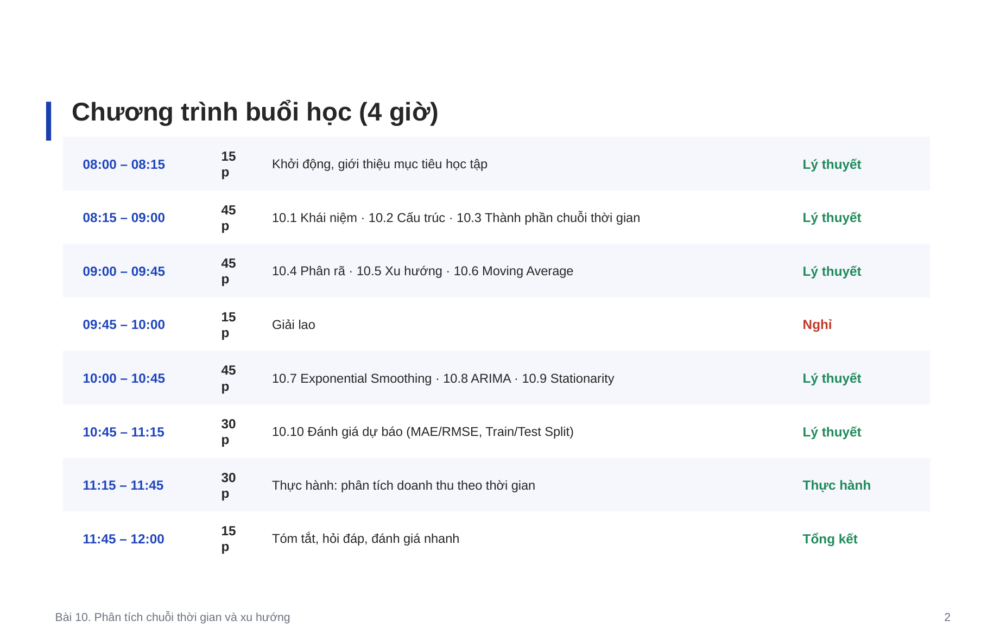 Chương trình buổi học (4 giờ)
08:00 – 08:15
15
p
Khởi động, giới thiệu mục tiêu học tập
Lý thuyết
08:15 – 09:00
45
p
10.1 Khái niệm · 10.2 Cấu trúc · 10.3 Thành phần chuỗi thời gian
Lý thuyết
09:00 – 09:45
45
p
10.4 Phân rã · 10.5 Xu hướng · 10.6 Moving Average
Lý thuyết
09:45 – 10:00
15
p
Giải lao
Nghỉ
10:00 – 10:45
45
p
10.7 Exponential Smoothing · 10.8 ARIMA · 10.9 Stationarity
Lý thuyết
10:45 – 11:15
30
p
10.10 Đánh giá dự báo (MAE/RMSE, Train/Test Split)
Lý thuyết
11:15 – 11:45
30
p
Thực hành: phân tích doanh thu theo thời gian
Thực hành
11:45 – 12:00
15
p
Tóm tắt, hỏi đáp, đánh giá nhanh
Tổng kết
Bài 10. Phân tích chuỗi thời gian và xu hướng
2